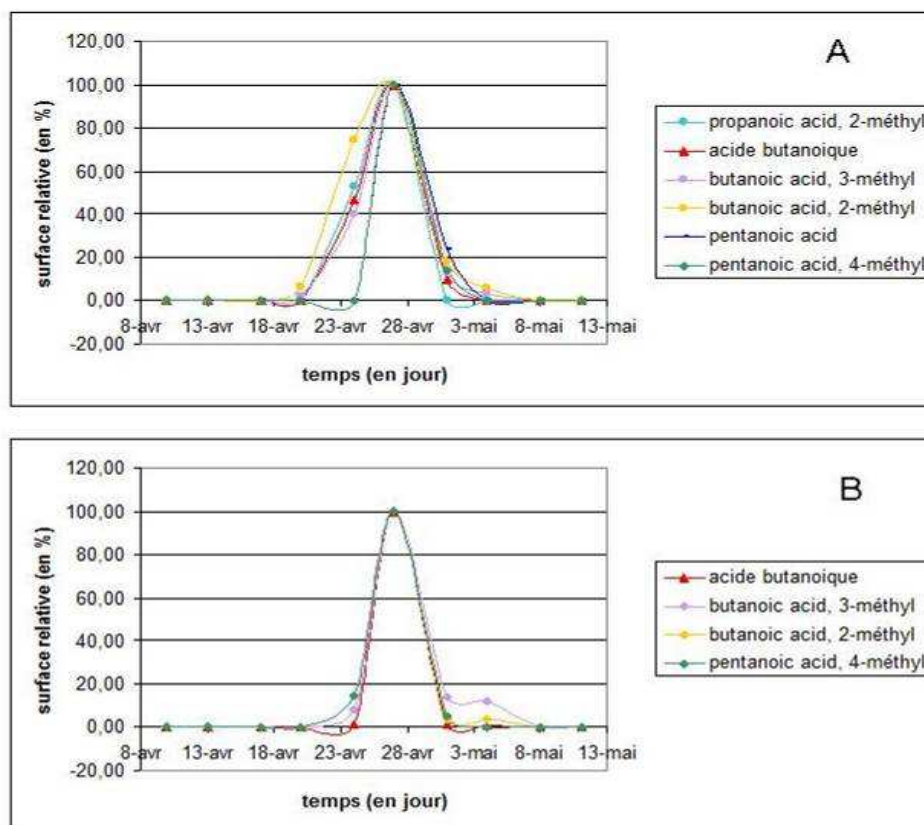 A
120,00
100,00
80,00
60,00
40,00
20,00
0,00
-20,00
surface relative (en %)
8-avr 13-avr 18-avr 23-avr 28-avr 3-mai 8-mai 13-mai
temps (en jour)
propanoic acid, 2-méthyl
acide butanoique
butanoic acid, 3-méthyl
butanoic acid, 2-méthyl
pentanoic acid
pentanoic acid, 4-méthyl
B
120,00
100,00
80,00
60,00
40,00
20,00
0,00
-20,00
surface relative (en %)
8-avr 13-avr 18-avr 23-avr 28-avr 3-mai 8-mai 13-mai
temps (en jour)
acide butanoique
butanoic acid, 3-méthyl
butanoic acid, 2-méthyl
pentanoic acid, 4-méthyl